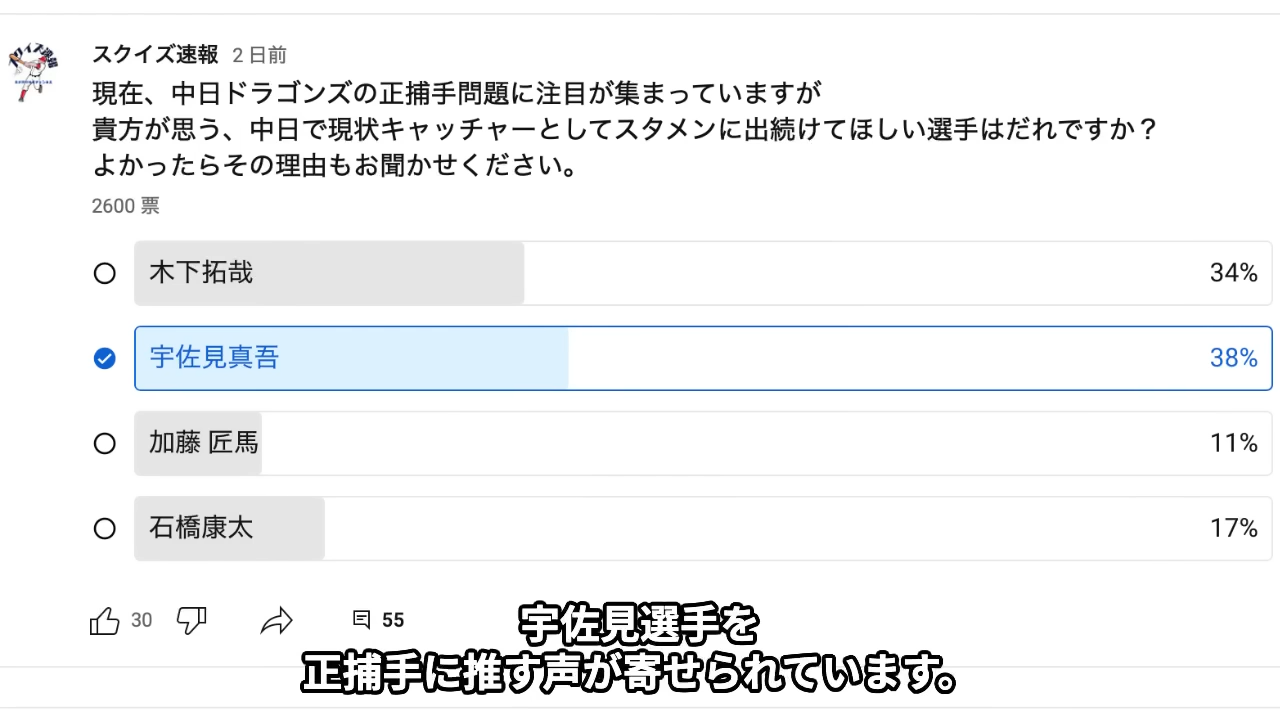 スクイズ速報 2 日前
現在、中日ドラゴンズの正捕手問題に注目が集まっていますが
貴方が思う、中日で現状キャッチャーとしてスタメンに出続けてほしい選手はだれですか？
よかったらその理由もお聞かせください。
2600 票
木下拓哉 34%
宇佐見真吾 38%
加藤 匠馬 11%
石橋康太 17%
30 55
宇佐見選手を
正捕手に推す声が寄せられています。